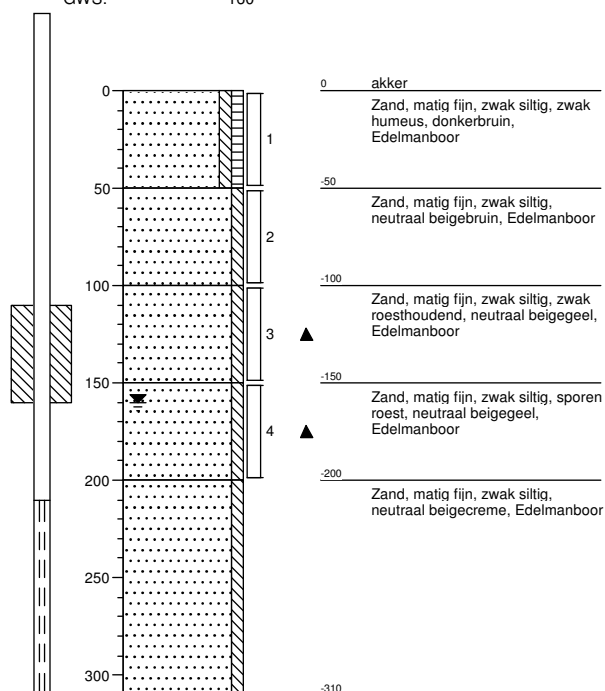 GWS: 160
0 akker
0
Zand, matig fijn, zwak siltig, zwak
humeus, donkerbruin,
Edelmanboor
1
50
-50
Zand, matig fijn, zwak siltig,
neutraal beigebruin, Edelmanboor
2
100
-100
Zand, matig fijn, zwak siltig, zwak
roesthoudend, neutraal beigegeel,
Edelmanboor
3
150
-150
Zand, matig fijn, zwak siltig, sporen
roest, neutraal beigegeel,
Edelmanboor
4
200
-200
Zand, matig fijn, zwak siltig,
neutraal beigecreme, Edelmanboor
250
300
-310